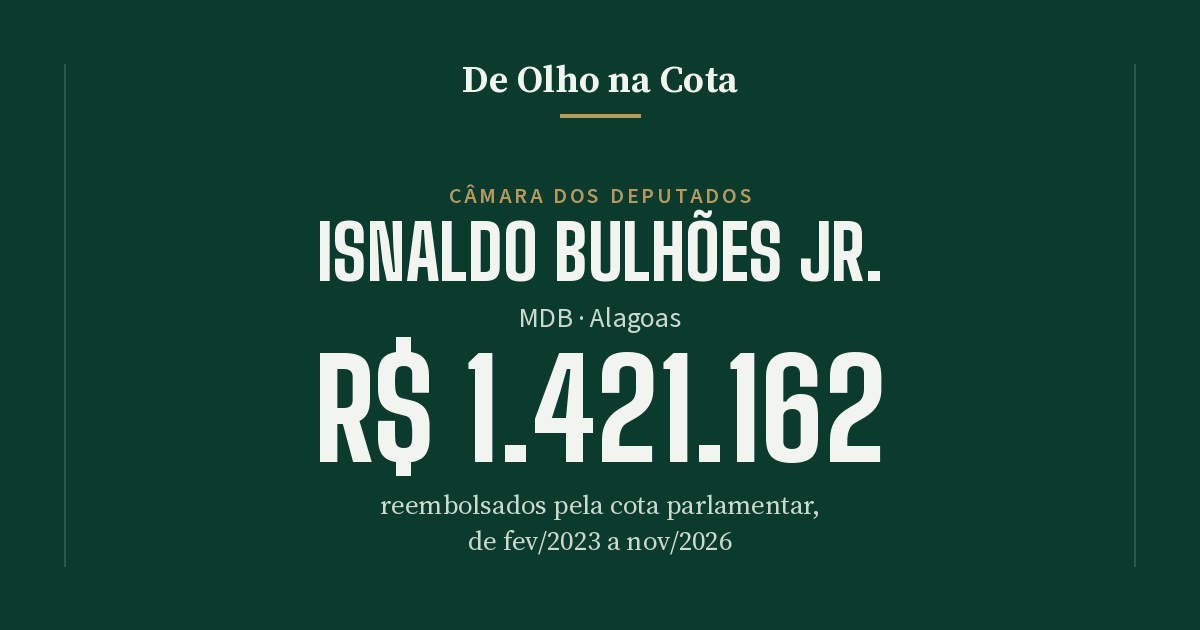 De Olho na Cota
CÂMARA DOS DEPUTADOS
ISNALDO BULHÕES JR.
MDB · Alagoas
R$ 1.421.162
reembolsados pela cota parlamentar,
de fev/2023 a nov/2026